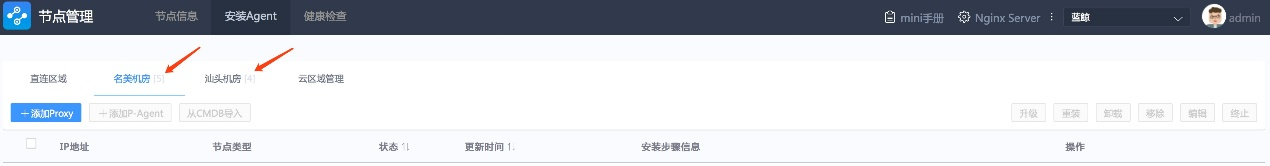 节点管理 节点信息 安装Agent 健康检查 mini手册 Nginx Server : 蓝鲸 admin
直连区域 名美机房 [5] 汕头机房 [4] 云区域管理
+添加Proxy +添加P-Agent 从CMDB导入 升级 重装 卸载 移除 编辑 终止
IP地址 节点类型 状态 更新时间 安装步骤信息 操作